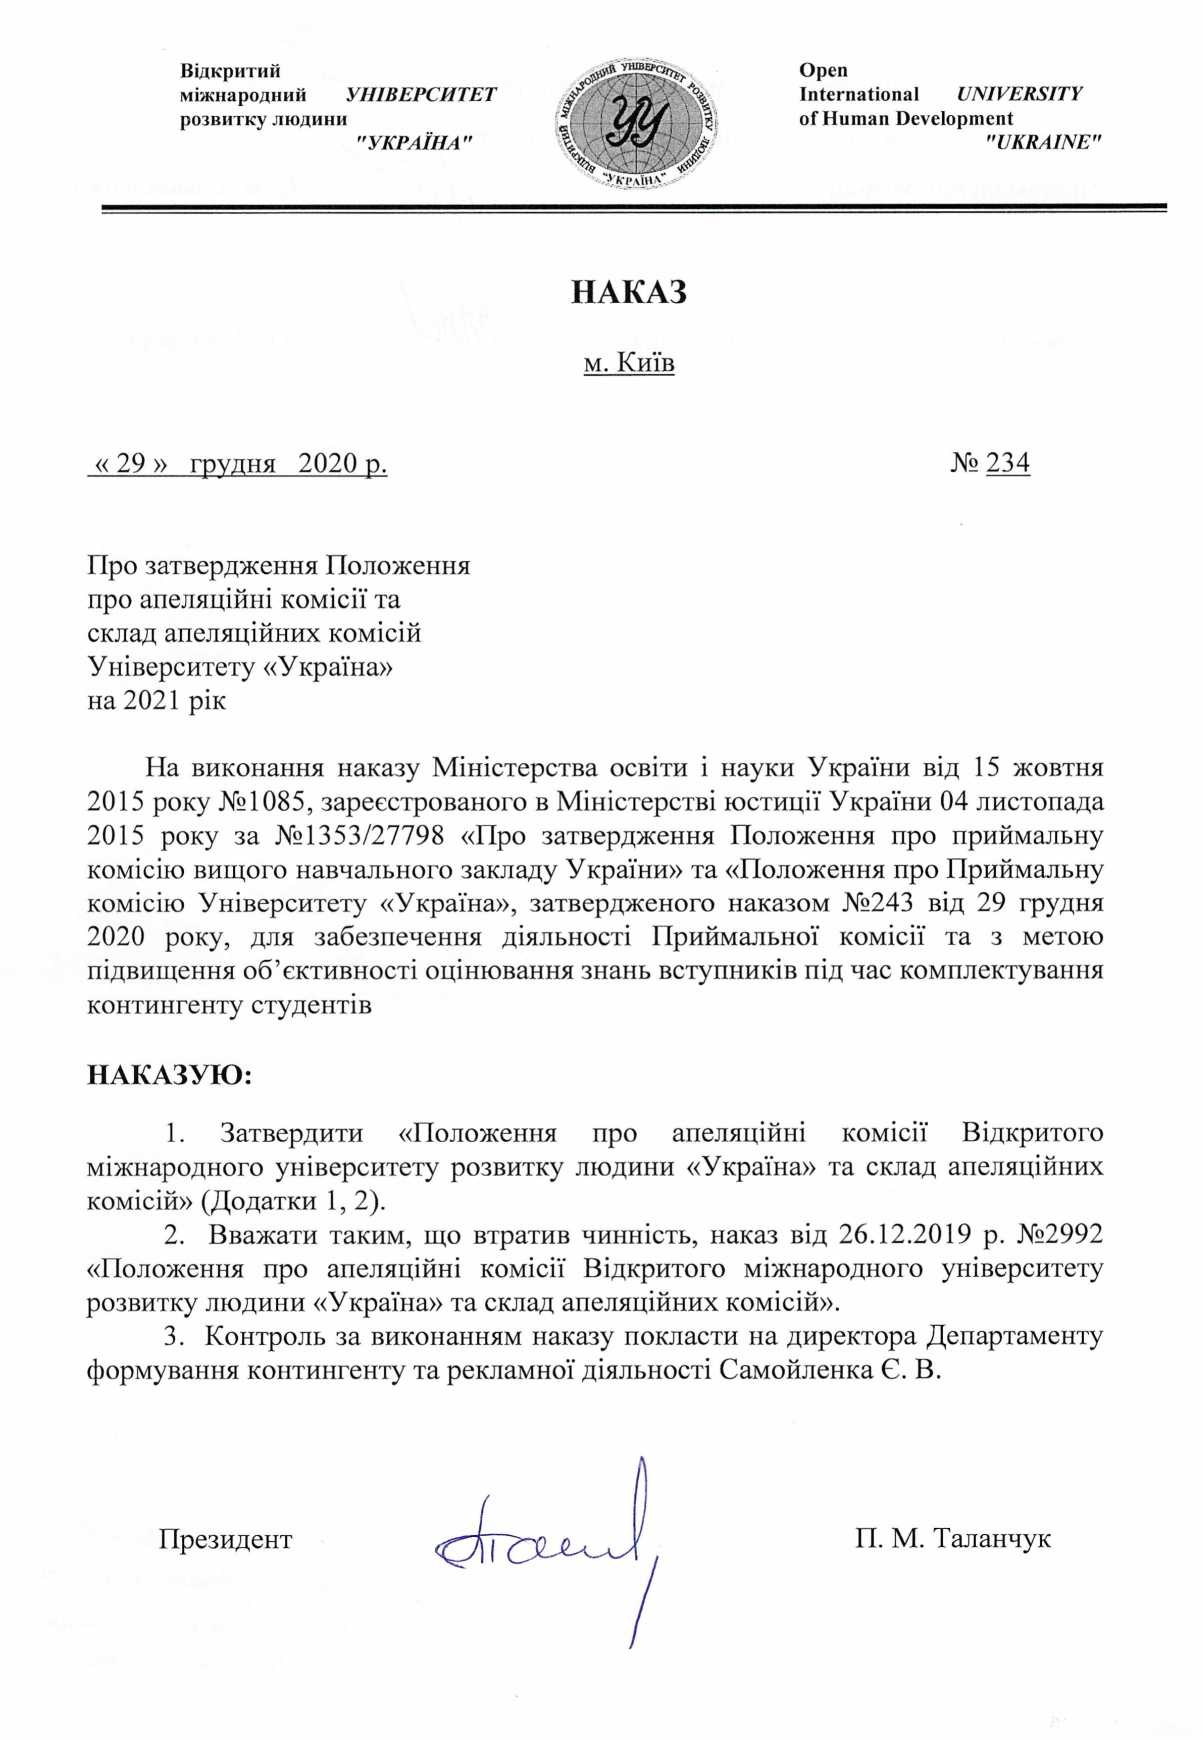 Відкритий
міжнародний УНІВЕРСИТЕТ
розвитку людини
"УКРАЇНА"
ВІДКРИТИЙ МІЖНАРОДНИЙ УНІВЕРСИТЕТ РОЗВИТКУ ЛЮДИНИ
"УКРАЇНА"
УУ
Open
International UNIVERSITY
of Human Development
"UKRAINE"
НАКАЗ
м. Київ
« 29 » грудня 2020 р. № 234
Про затвердження Положення
про апеляційні комісії та
склад апеляційних комісій
Університету «Україна»
на 2021 рік
На виконання наказу Міністерства освіти і науки України від 15 жовтня
2015 року №1085, зареєстрованого в Міністерстві юстиції України 04 листопада
2015 року за №1353/27798 «Про затвердження Положення про приймальну
комісію вищого навчального закладу України» та «Положення про Приймальну
комісію Університету «Україна», затвердженого наказом №243 від 29 грудня
2020 року, для забезпечення діяльності Приймальної комісії та з метою
підвищення об’єктивності оцінювання знань вступників під час комплектування
контингенту студентів
НАКАЗУЮ:
1. Затвердити «Положення про апеляційні комісії Відкритого
міжнародного університету розвитку людини «Україна» та склад апеляційних
комісій» (Додатки 1, 2).
2. Вважати таким, що втратив чинність, наказ від 26.12.2019 р. №2992
«Положення про апеляційні комісії Відкритого міжнародного університету
розвитку людини «Україна» та склад апеляційних комісій».
3. Контроль за виконанням наказу покласти на директора Департаменту
формування контингенту та рекламної діяльності Самойленка Є. В.
Президент П. М. Таланчук